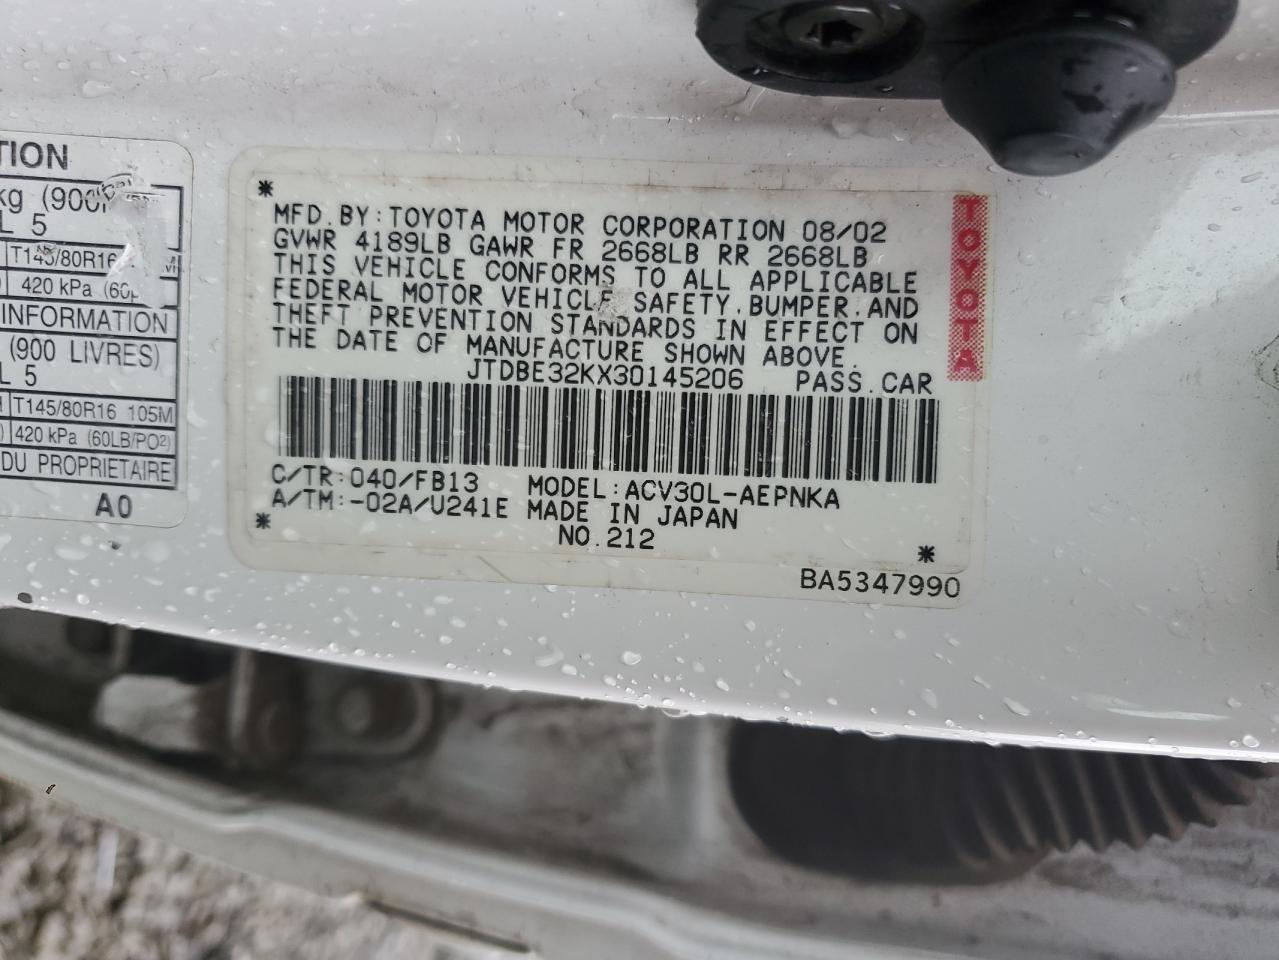 TION
kg (900
L 5
T145/80R16
420 kPa (60
INFORMATION
(900 LIVRES)
L 5
T145/80R16 105M
420 kPa (60LB/PO²)
DU PROPRIETAIRE
A0
*
MFD. BY: TOYOTA MOTOR CORPORATION 08/02
GVWR 4189LB GAWR FR 2668LB RR 2668LB
THIS VEHICLE CONFORMS TO ALL APPLICABLE
FEDERAL MOTOR VEHICLE SAFETY, BUMPER, AND
THEFT PREVENTION STANDARDS IN EFFECT ON
THE DATE OF MANUFACTURE SHOWN ABOVE.
JTDBE32KX30145206 PASS. CAR
C/TR: 040/FB13 MODEL: ACV30L-AEPNKA
A/TM: -02A/U241E MADE IN JAPAN
* NO. 212 *
BA5347990
TOYOTA